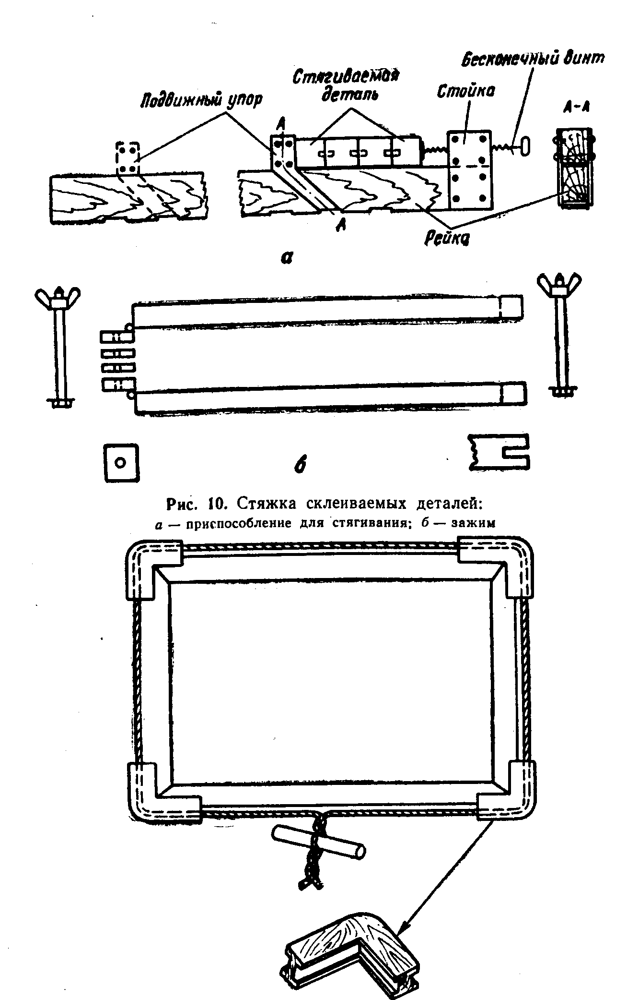 Бесконечный винт
Стягиваемая
деталь
Стойка
Подвижный упор
А-А
А
А
Рейка
а
б
Рис. 10. Стяжка склеиваемых деталей:
а — приспособление для стягивания; б — зажим